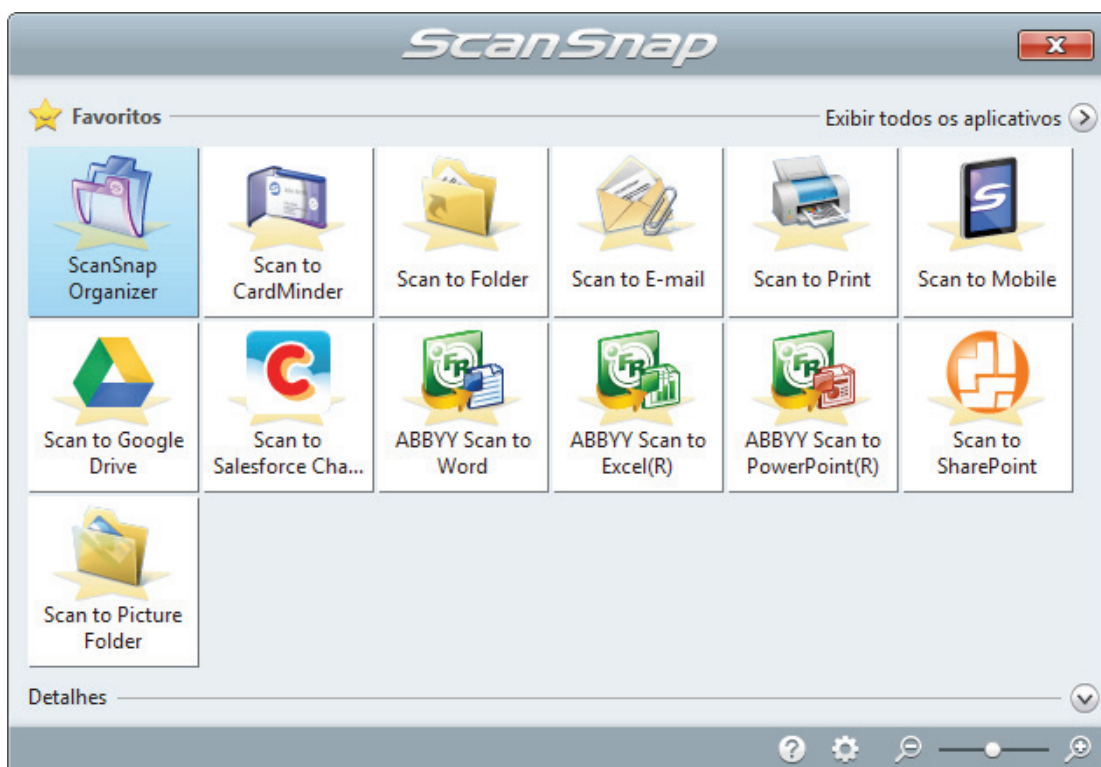 ScanSnap
Favoritos
Exibir todos os aplicativos
ScanSnap
Organizer
Scan to
CardMinder
Scan to Folder
Scan to E-mail
Scan to Print
Scan to Mobile
Scan to Google
Drive
Scan to
Salesforce Cha...
ABBYY Scan to
Word
ABBYY Scan to
Excel(R)
ABBYY Scan to
PowerPoint(R)
Scan to
SharePoint
Scan to Picture
Folder
Detalhes